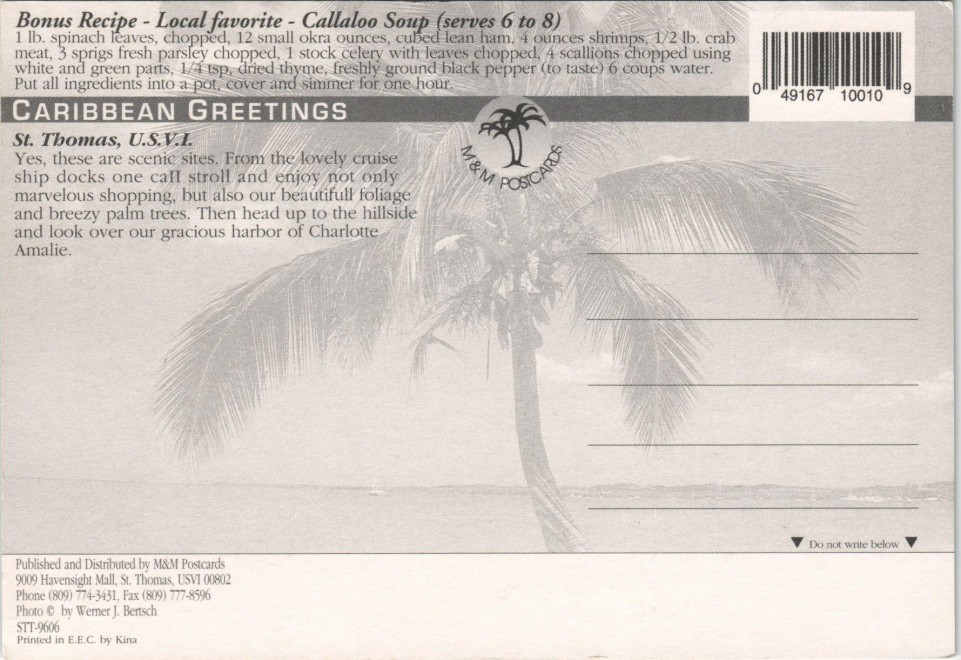 Bonus Recipe - Local favorite - Callaloo Soup (serves 6 to 8)
1 lb. spinach leaves, chopped, 12 small okra ounces, cubed lean ham, 4 ounces shrimps, 1/2 lb. crab
meat, 3 sprigs fresh parsley chopped, 1 stock celery with leaves chopped, 4 scallions chopped using
white and green parts, 1/4 tsp, dried thyme, freshly ground black pepper (to taste) 6 coups water.
Put all ingredients into a pot, cover and simmer for one hour.
0 49167 10010 9
CARIBBEAN GREETINGS
M&M POSTCARDS
St. Thomas, U.S.V.I.
Yes, these are scenic sites. From the lovely cruise
ship docks one caII stroll and enjoy not only
marvelous shopping, but also our beautifull foliage
and breezy palm trees. Then head up to the hillside
and look over our gracious harbor of Charlotte
Amalie.
▼ Do not write below ▼
Published and Distributed by M&M Postcards
9009 Havensight Mall, St. Thomas, USVI 00802
Phone (809) 774-3431, Fax (809) 777-8596
Photo © by Werner J. Bertsch
STT-9606
Printed in E.E.C. by Kina